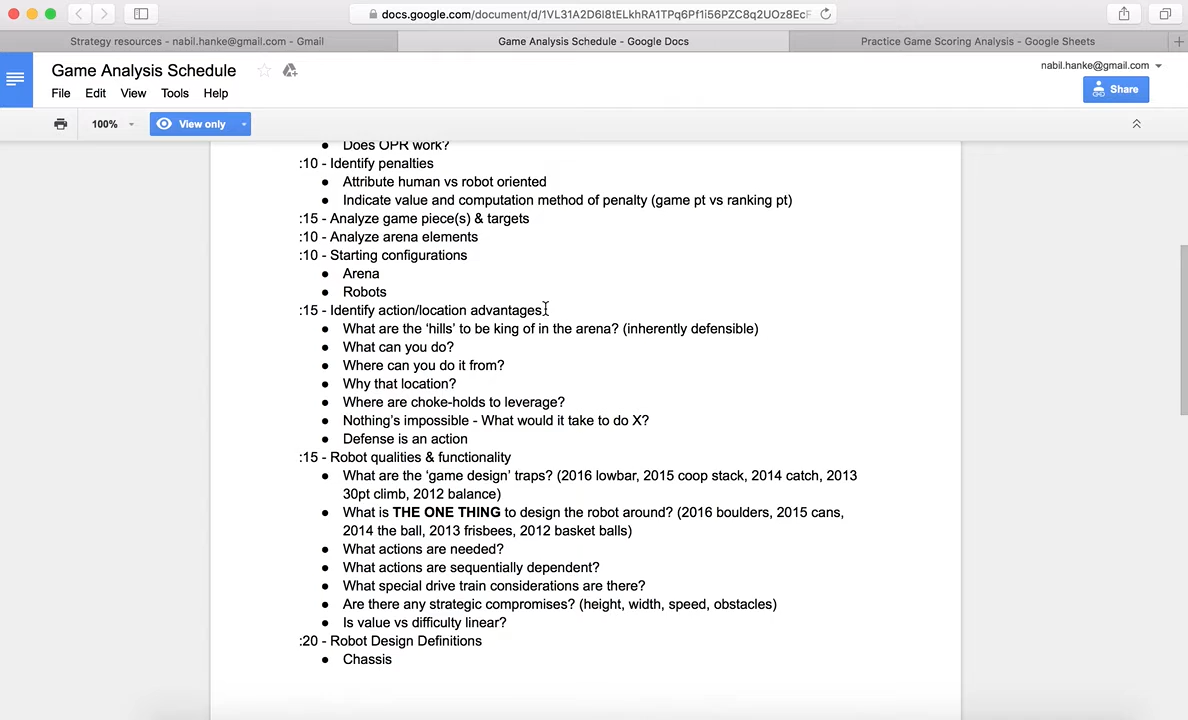 docs.google.com/document/d/1VL31A2D6I8tELkhRA1TPq6Pf1i56PZC8q2UOz8EcF
Strategy resources - nabil.hanke@gmail.com - Gmail
Game Analysis Schedule - Google Docs
Practice Game Scoring Analysis - Google Sheets
Game Analysis Schedule
nabil.hanke@gmail.com
File Edit View Tools Help
Share
100%
View only
● Does OPR work?
:10 - Identify penalties
● Attribute human vs robot oriented
● Indicate value and computation method of penalty (game pt vs ranking pt)
:15 - Analyze game piece(s) & targets
:10 - Analyze arena elements
:10 - Starting configurations
● Arena
● Robots
:15 - Identify action/location advantages
● What are the ‘hills’ to be king of in the arena? (inherently defensible)
● What can you do?
● Where can you do it from?
● Why that location?
● Where are choke-holds to leverage?
● Nothing’s impossible - What would it take to do X?
● Defense is an action
:15 - Robot qualities & functionality
● What are the ‘game design’ traps? (2016 lowbar, 2015 coop stack, 2014 catch, 2013
30pt climb, 2012 balance)
● What is THE ONE THING to design the robot around? (2016 boulders, 2015 cans,
2014 the ball, 2013 frisbees, 2012 basket balls)
● What actions are needed?
● What actions are sequentially dependent?
● What special drive train considerations are there?
● Are there any strategic compromises? (height, width, speed, obstacles)
● Is value vs difficulty linear?
:20 - Robot Design Definitions
● Chassis